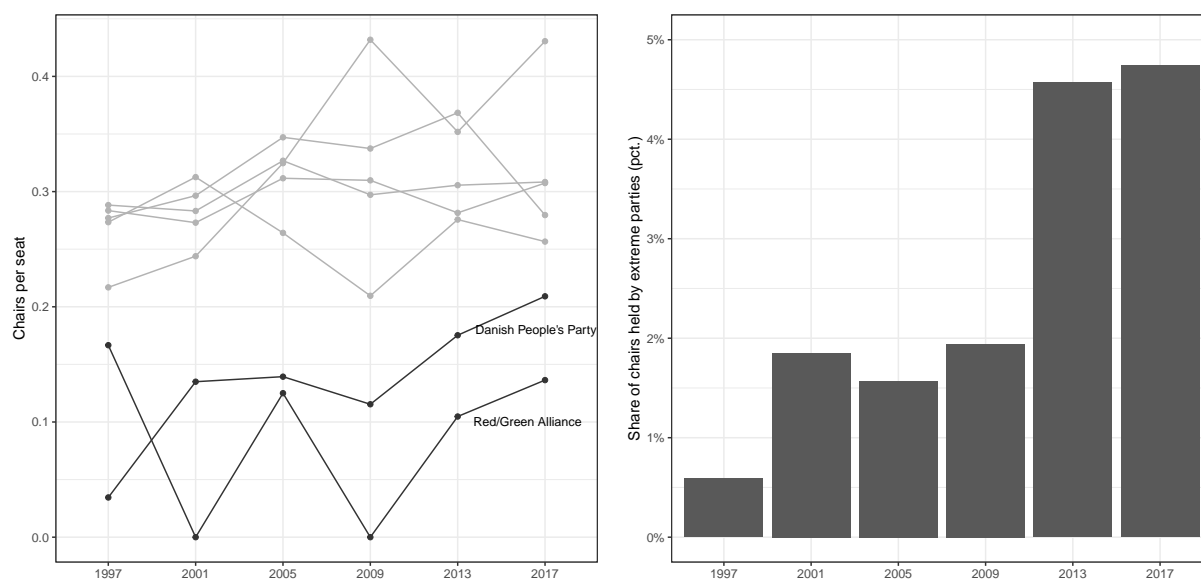 Chairs per seat
0.4
0.3
0.2
0.1
0.0
Danish People's Party
Red/Green Alliance
1997 2001 2005 2009 2013 2017
Share of chairs held by extreme parties (pct.)
5%
4%
3%
2%
1%
0%
1997 2001 2005 2009 2013 2017